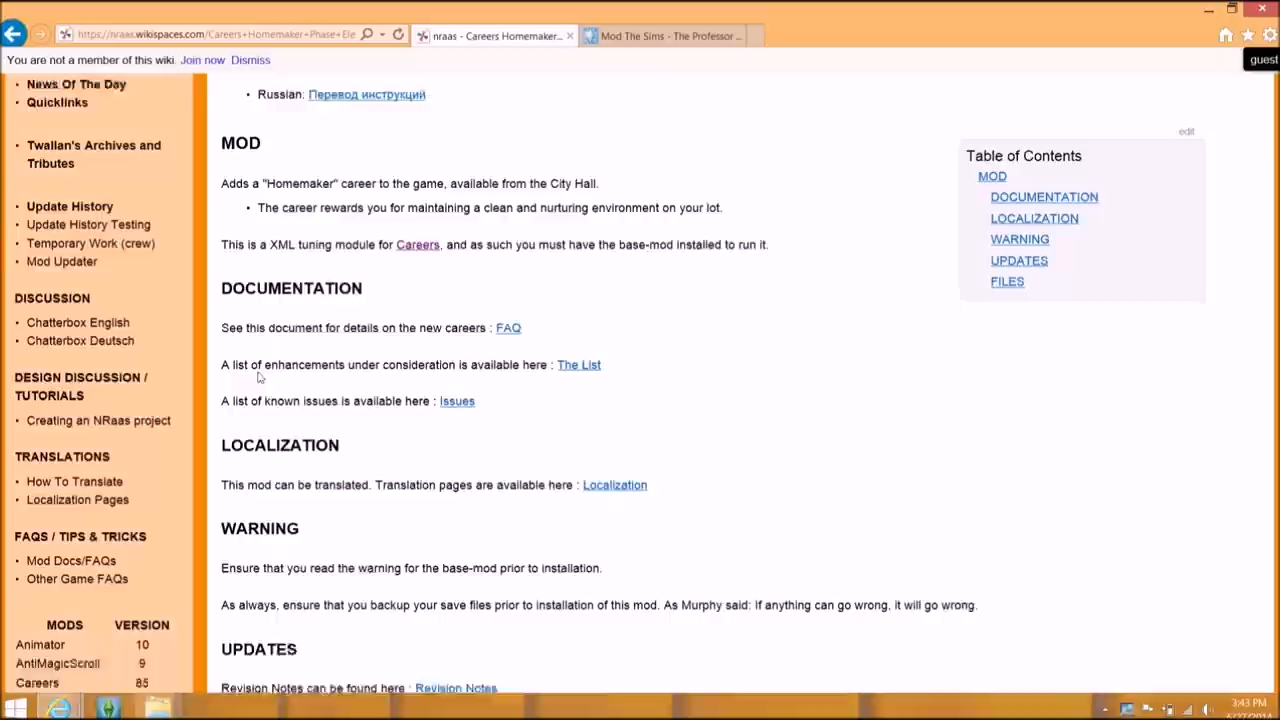 https://nraas.wikispaces.com/Careers+Homemaker+Phase+Ele
nraas - Careers Homemaker...
Mod The Sims - The Professor ...
You are not a member of this wiki. Join now Dismiss
guest
News Of The Day
Quicklinks
Twallan's Archives and
Tributes
Update History
Update History Testing
Temporary Work (crew)
Mod Updater
DISCUSSION
Chatterbox English
Chatterbox Deutsch
DESIGN DISCUSSION /
TUTORIALS
Creating an NRaas project
TRANSLATIONS
How To Translate
Localization Pages
FAQS / TIPS & TRICKS
Mod Docs/FAQs
Other Game FAQs
MODS VERSION
Animator 10
AntiMagicScroll 9
Careers 85
Russian: Перевод инструкций
MOD
Adds a "Homemaker" career to the game, available from the City Hall.
The career rewards you for maintaining a clean and nurturing environment on your lot.
This is a XML tuning module for Careers, and as such you must have the base-mod installed to run it.
DOCUMENTATION
See this document for details on the new careers : FAQ
A list of enhancements under consideration is available here : The List
A list of known issues is available here : Issues
LOCALIZATION
This mod can be translated. Translation pages are available here : Localization
WARNING
Ensure that you read the warning for the base-mod prior to installation.
As always, ensure that you backup your save files prior to installation of this mod. As Murphy said: If anything can go wrong, it will go wrong.
UPDATES
Revision Notes can be found here : Revision Notes
edit
Table of Contents
MOD
DOCUMENTATION
LOCALIZATION
WARNING
UPDATES
FILES
3:43 PM